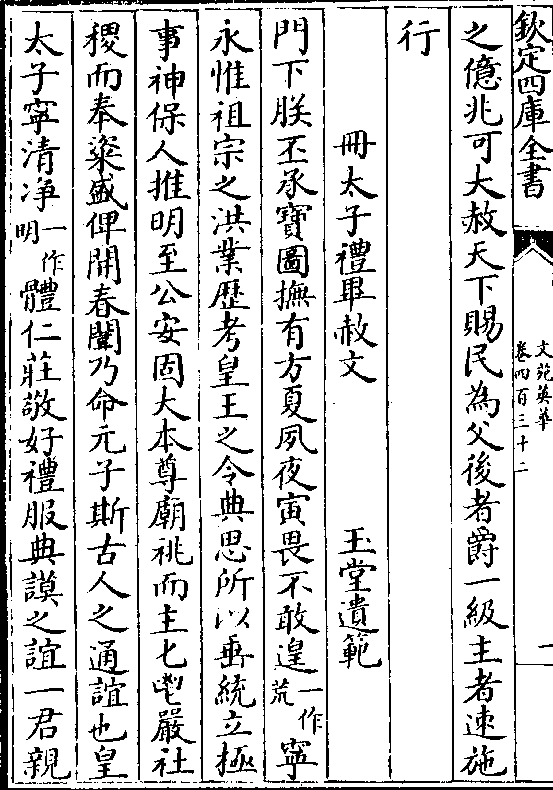 欽定四庫全書
文苑英華
卷四百三十二
一
之億兆可大赦天下賜民為父後者爵一級主者速施
行
冊太子禮畢赦文 玉堂遺範
門下朕丕承寶圖撫有方夏夙夜寅畏不敢遑一作荒寧
永惟祖宗之洪業歷考皇王之令典思所以垂統立極
事神保人推明至公安固大本尊廟祧而主匕鬯嚴社
稷而奉粢盛俾開春闈乃命元子斯古人之通誼也皇
太子寧清凈一作明體仁莊敬好禮服典謨之誼一君親